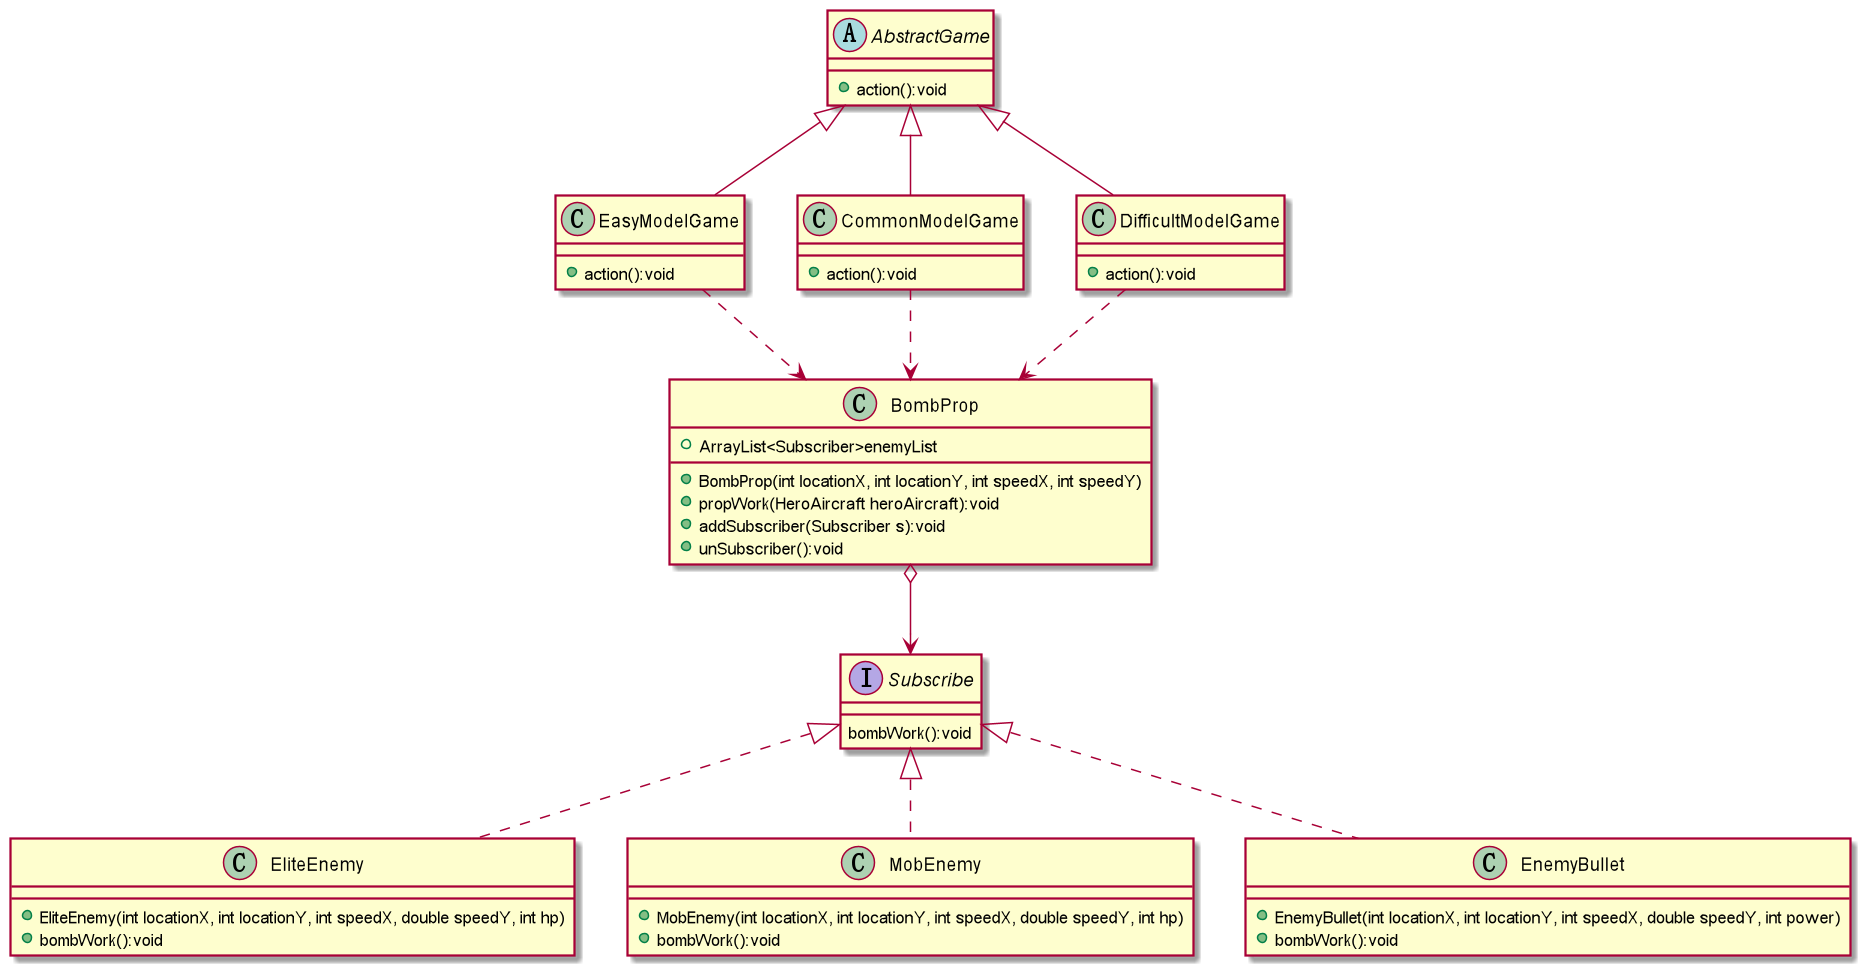 A AbstractGame
action():void
C EasyModelGame
action():void
C CommonModelGame
action():void
C DifficultModelGame
action():void
C BombProp
ArrayList<Subscriber>enemyList
BombProp(int locationX, int locationY, int speedX, int speedY)
propWork(HeroAircraft heroAircraft):void
addSubscriber(Subscriber s):void
unSubscriber():void
I Subscribe
bombWork():void
C EliteEnemy
EliteEnemy(int locationX, int locationY, int speedX, double speedY, int hp)
bombWork():void
C MobEnemy
MobEnemy(int locationX, int locationY, int speedX, double speedY, int hp)
bombWork():void
C EnemyBullet
EnemyBullet(int locationX, int locationY, int speedX, double speedY, int power)
bombWork():void